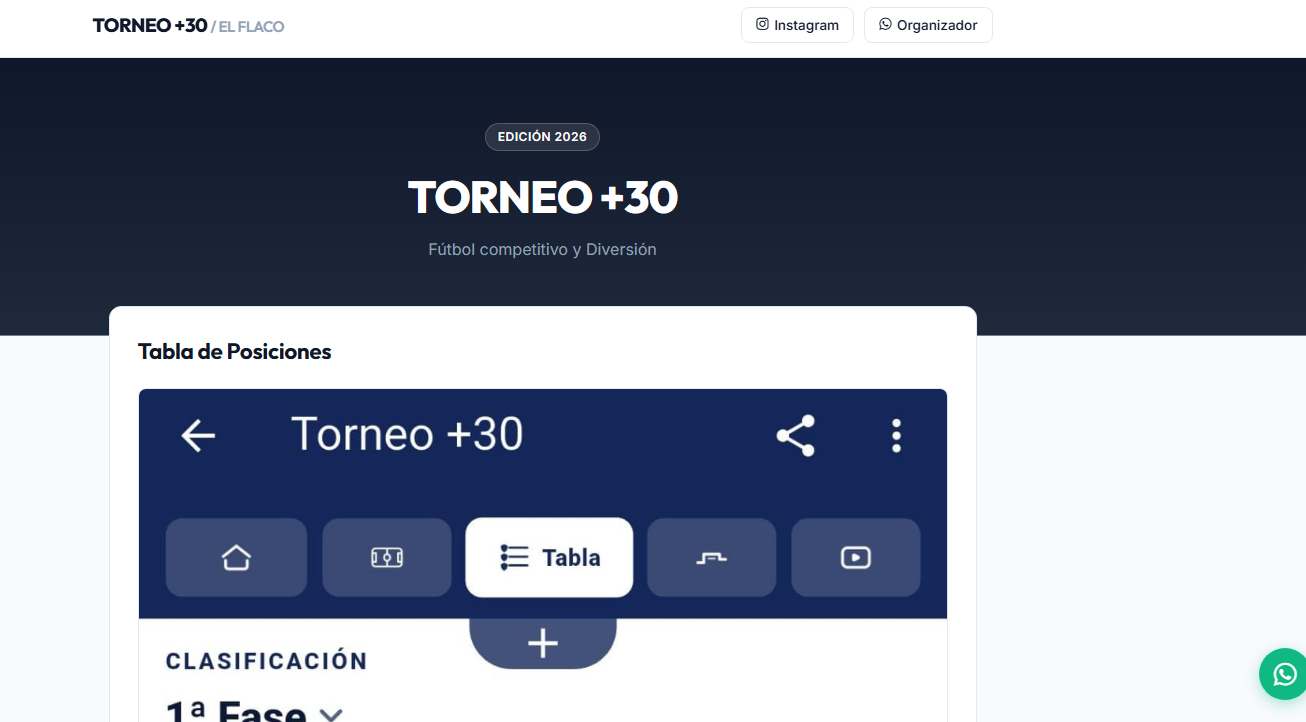 TORNEO +30 / EL FLACO
Instagram
Organizador
EDICIÓN 2026
TORNEO +30
Fútbol competitivo y Diversión
Tabla de Posiciones
Torneo +30
Tabla
CLASIFICACIÓN
1ª Fase